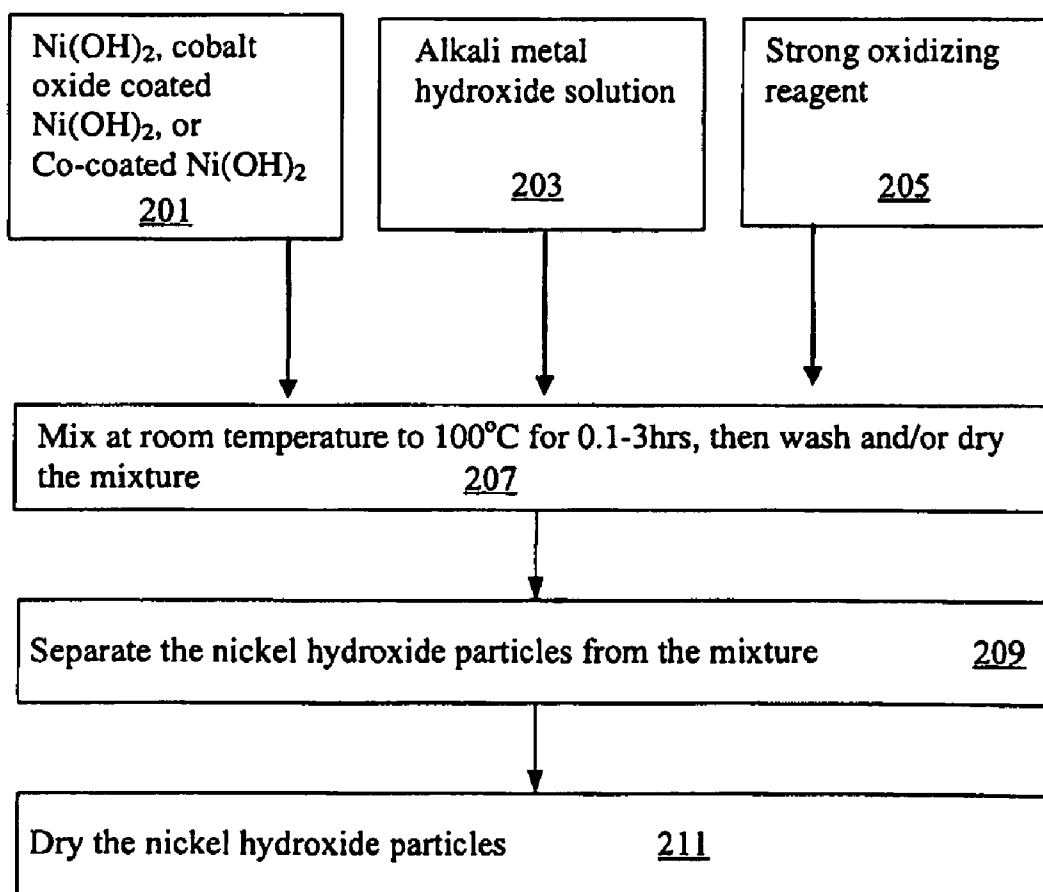 Ni(OH)₂, cobalt
oxide coated
Ni(OH)₂, or
Co-coated Ni(OH)₂
201
Alkali metal
hydroxide solution
203
Strong oxidizing
reagent
205
Mix at room temperature to 100°C for 0.1-3hrs, then wash and/or dry
the mixture 207
Separate the nickel hydroxide particles from the mixture 209
Dry the nickel hydroxide particles 211